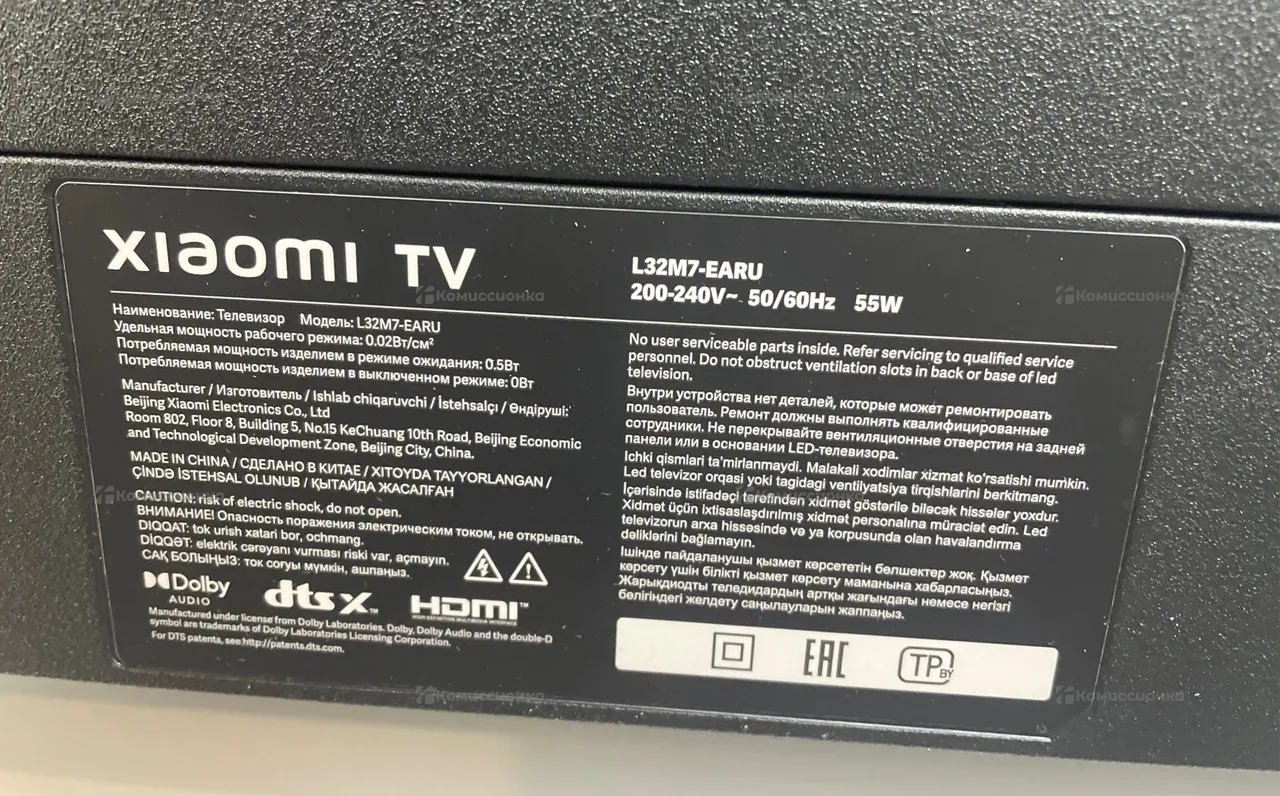 XIAOMI TV
Наименование: Телевизор Модель: L32M7-EARU
Удельная мощность рабочего режима: 0.02Вт/см²
Потребляемая мощность изделием в режиме ожидания: 0.5Вт
Потребляемая мощность изделием в выключенном режиме: 0Вт
Manufacturer / Изготовитель / Ishlab chiqaruvchi / İstehsalçı / Өндіруші:
Beijing Xiaomi Electronics Co., Ltd
Room 802, Floor 8, Building 5, No.15 KeChuang 10th Road, Beijing Economic
and Technological Development Zone, Beijing City, China.
MADE IN CHINA / СДЕЛАНО В КИТАЕ / XITOYDA TAYYORLANGAN /
ÇİNDƏ İSTEHSAL OLUNUB / ҚЫТАЙДА ЖАСАЛҒАН
CAUTION: risk of electric shock, do not open.
ВНИМАНИЕ! Опасность поражения электрическим током, не открывать.
DIQQAT: tok urish xatari bor, ochmang.
DİQQƏT: elektrik cərəyanı vurması riski var, açmayın.
САҚ БОЛЫҢЫЗ: ток соғуы мүмкін, ашпаңыз.
Dolby
AUDIO
dts X™
HDMI™
HIGH-DEFINITION MULTIMEDIA INTERFACE
Manufactured under license from Dolby Laboratories. Dolby, Dolby Audio and the double-D
symbol are trademarks of Dolby Laboratories Licensing Corporation.
For DTS patents, see http://patents.dts.com.
L32M7-EARU
200-240V~ 50/60Hz 55W
No user serviceable parts inside. Refer servicing to qualified service
personnel. Do not obstruct ventilation slots in back or base of led
television.
Внутри устройства нет деталей, которые может ремонтировать
пользователь. Ремонт должны выполнять квалифицированные
сотрудники. Не перекрывайте вентиляционные отверстия на задней
панели или в основании LED-телевизора.
Ichki qismlari ta'mirlanmaydi. Malakali xodimlar xizmat ko'rsatishi mumkin.
Led televizor orqasi yoki tagidagi ventilyatsiya tirqishlarini berkitmang.
İçərisində istifadəçi tərəfindən xidmət göstərilə biləcək hissələr yoxdur.
Xidmət üçün ixtisaslaşdırılmış xidmət personalına müraciət edin. Led
televizorun arxa hissəsində və ya korpusunda olan havalandırma
dəliklərini bağlamayın.
Ішінде пайдаланушы қызмет көрсететін бөлшектер жоқ. Қызмет
көрсету үшін білікті қызмет көрсету маманына хабарласыңыз.
Жарықдиодты теледидардың артқы жағындағы немесе негізгі
бөлігіндегі желдету саңылауларын жаппаңыз.
EAC
TP BY
Комиссионка
Комиссионка
Комиссионка
Комиссионка
Комиссионка
Комиссионка